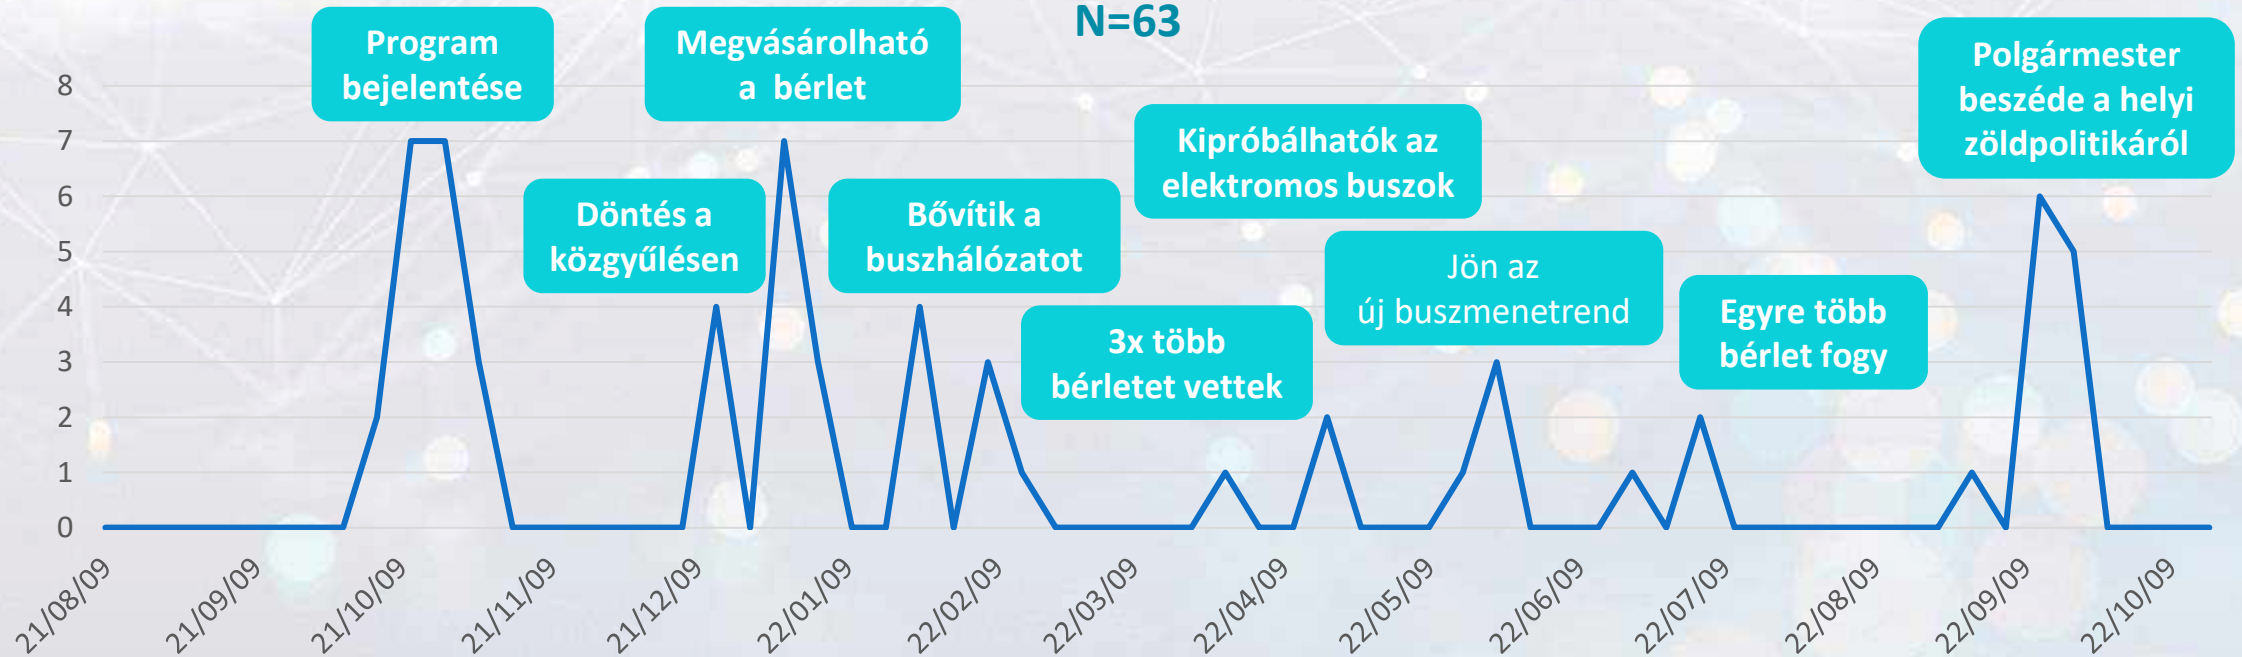 N=63
Program
bejelentése
Megvásárolható
a bérlet
Polgármester
beszéde a helyi
zöldpolitikáról
Kipróbálhatók az
elektromos buszok
Döntés a
közgyűlésen
Bővítik a
buszhálózatot
Jön az
új buszmenetrend
Egyre több
bérlet fogy
3x több
bérletet vettek
8
7
6
5
4
3
2
1
0
21/08/09
21/09/09
21/10/09
21/11/09
21/12/09
22/01/09
22/02/09
22/03/09
22/04/09
22/05/09
22/06/09
22/07/09
22/08/09
22/09/09
22/10/09